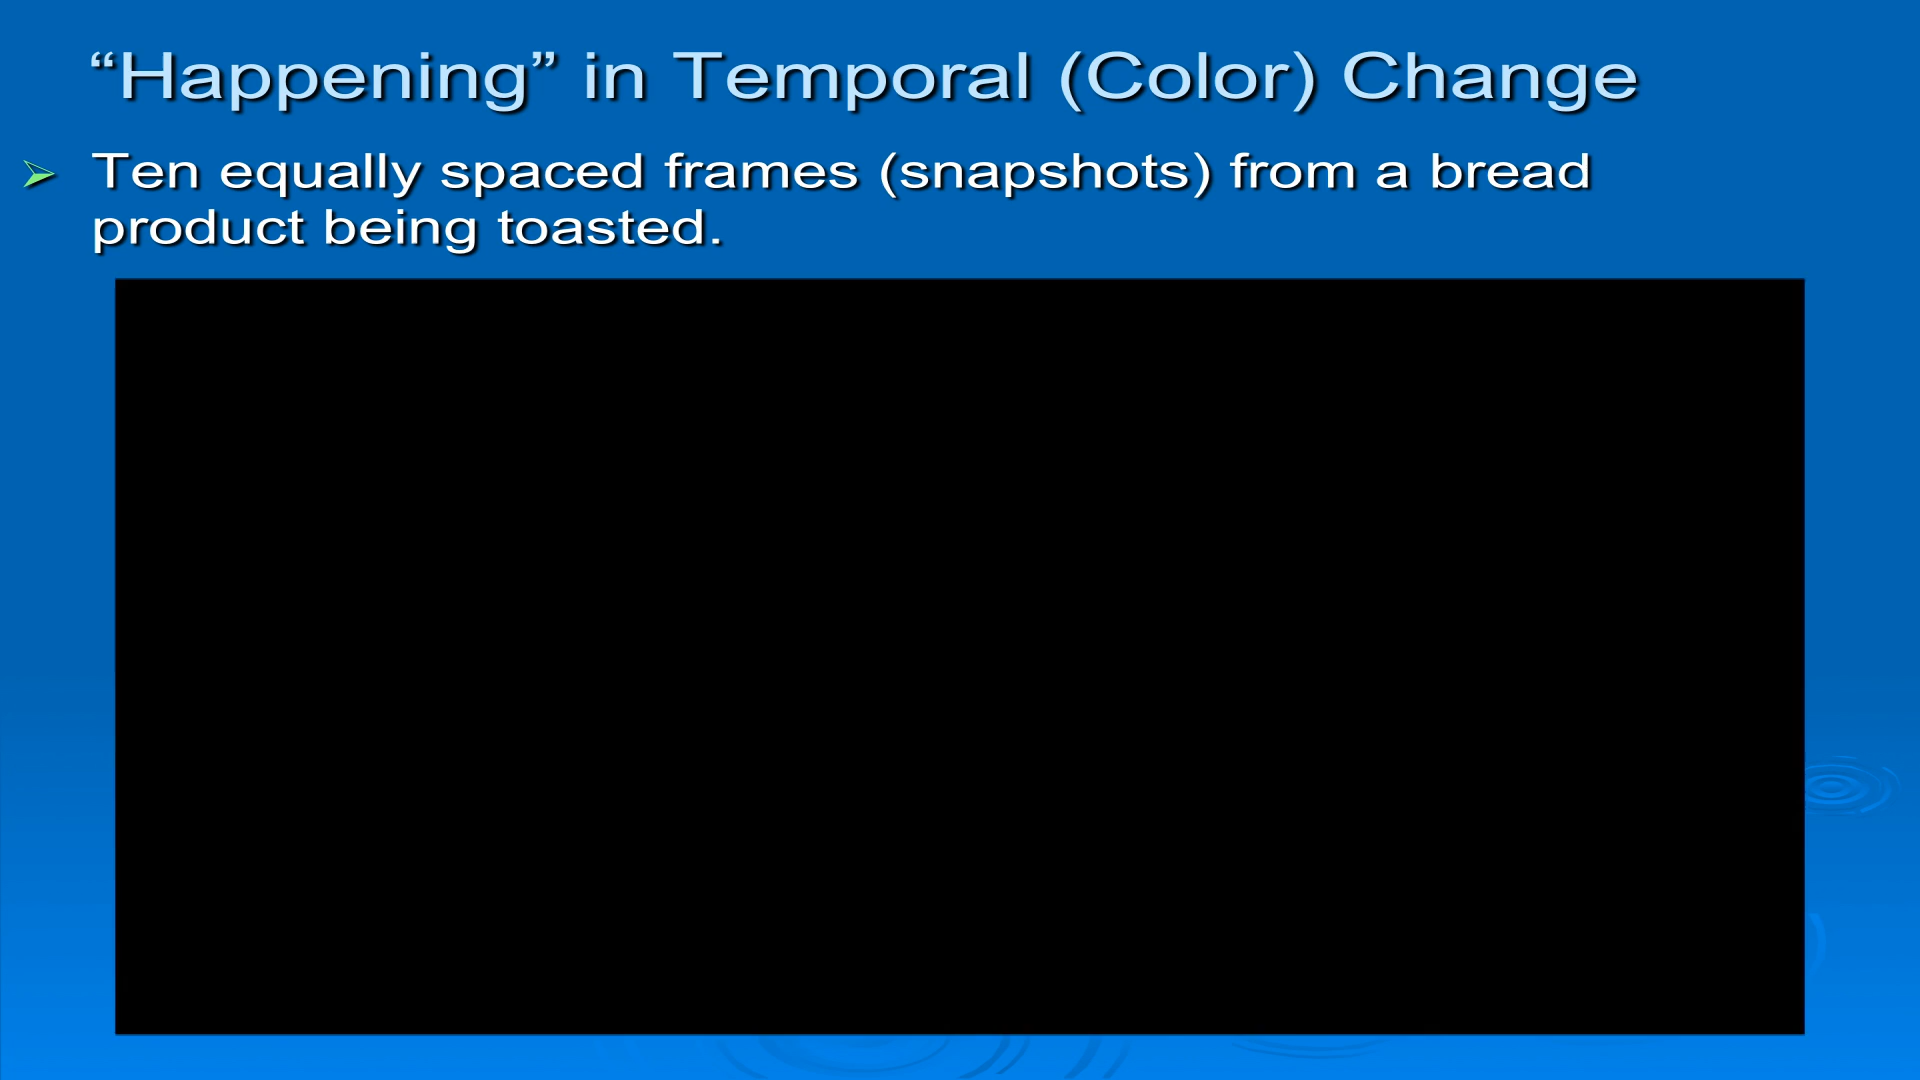 “Happening” in Temporal (Color) Change
Ten equally spaced frames (snapshots) from a bread
product being toasted.